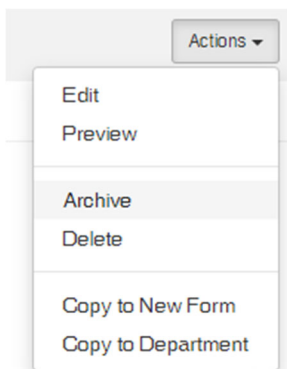 Actions
Edit
Preview
Archive
Delete
Copy to New Form
Copy to Department